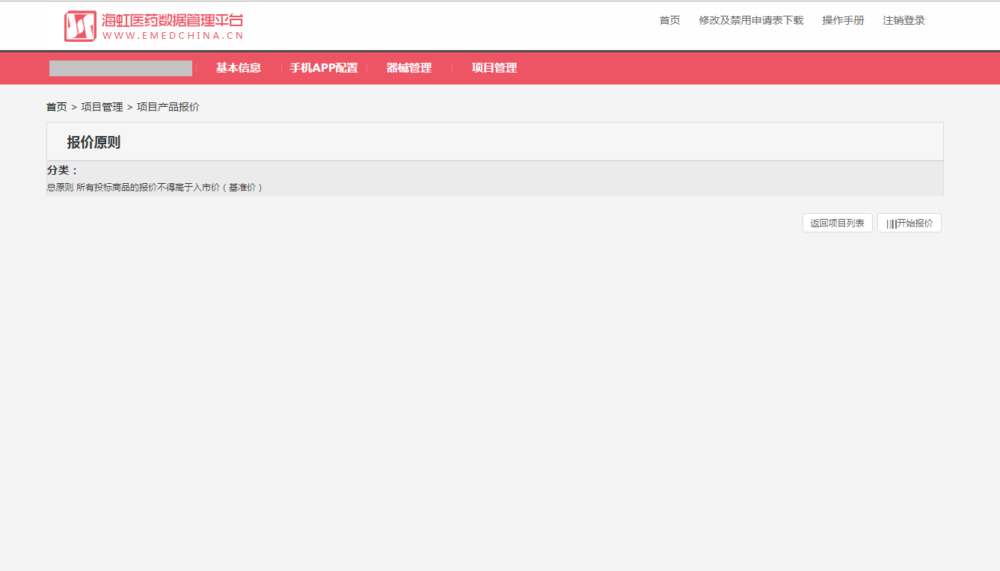 海虹医药数据管理平台
WWW.EMEDCHINA.CN
首页 修改及禁用申请表下载 操作手册 注销登录
基本信息 手机APP配置 器械管理 项目管理
首页 > 项目管理 > 项目产品报价
报价原则
分类：
总原则 所有投标商品的报价不得高于入市价（基准价）
返回项目列表 开始报价